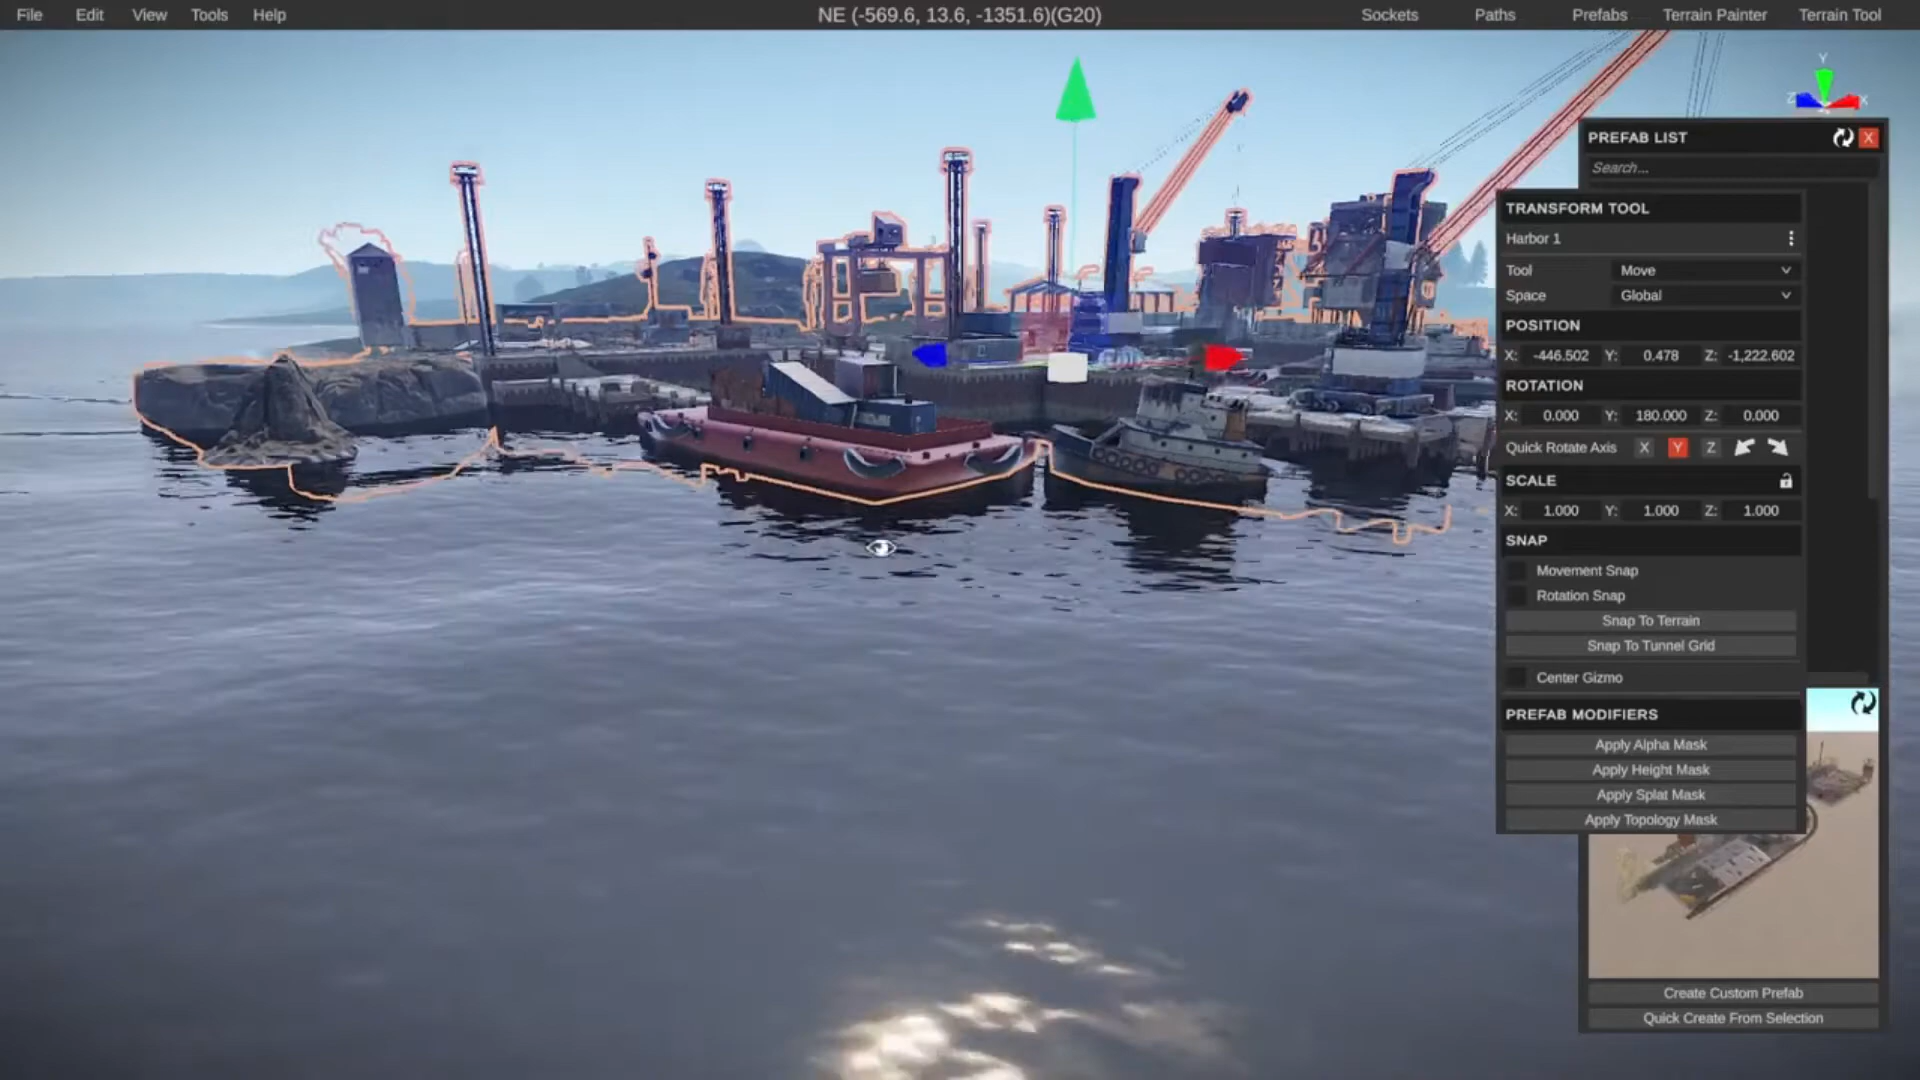 File Edit View Tools Help NE (-569.6, 13.6, -1351.6)(G20) Sockets Paths Prefabs Terrain Painter Terrain Tool
Y
Z X
PREFAB LIST X
Search...
TRANSFORM TOOL
Harbor 1
Tool Move
Space Global
POSITION
X: -446.502 Y: 0.478 Z: -1,222.602
ROTATION
X: 0.000 Y: 180.000 Z: 0.000
Quick Rotate Axis X Y Z
SCALE
X: 1.000 Y: 1.000 Z: 1.000
SNAP
Movement Snap
Rotation Snap
Snap To Terrain
Snap To Tunnel Grid
Center Gizmo
PREFAB MODIFIERS
Apply Alpha Mask
Apply Height Mask
Apply Splat Mask
Apply Topology Mask
Create Custom Prefab
Quick Create From Selection